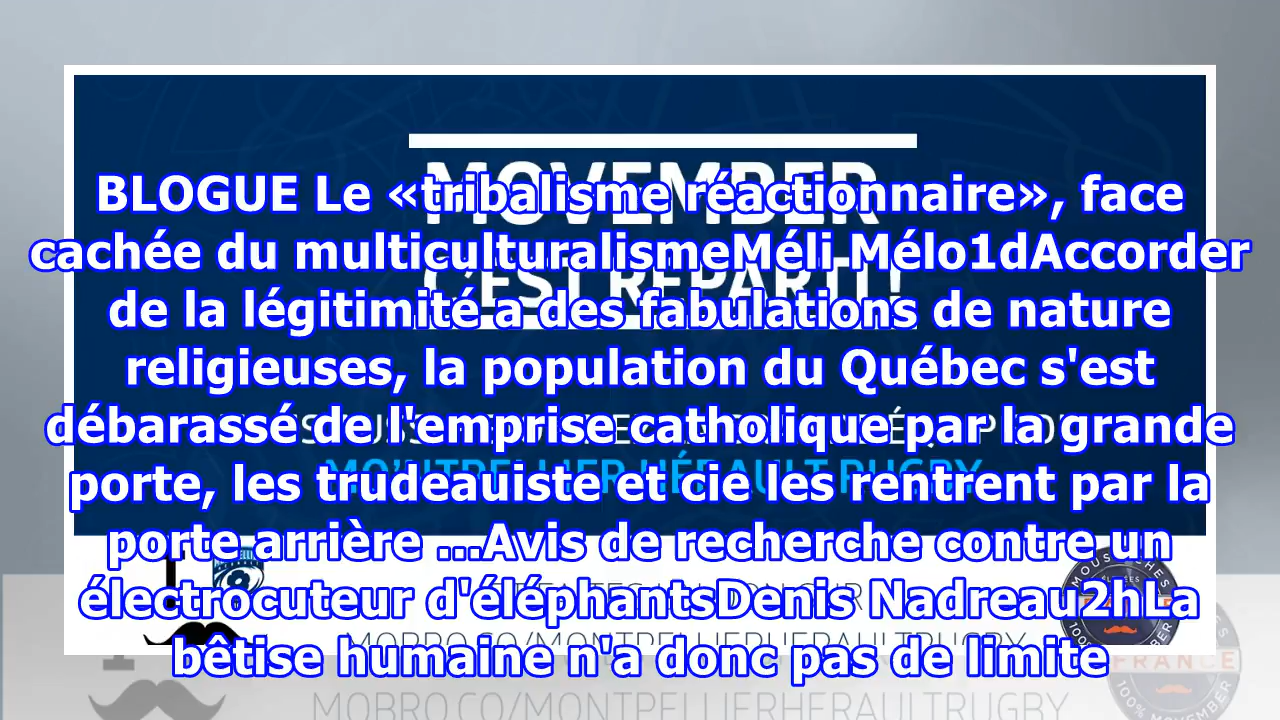 BLOGUE Le «tribalisme réactionnaire», face
cachée du multiculturalismeMéli Mélo1dAccorder
de la légitimité a des fabulations de nature
religieuses, la population du Québec s'est
débarassé de l'emprise catholique par la grande
porte, les trudeauiste et cie les rentrent par la
porte arrière ...Avis de recherche contre un
électrocuteur d'éléphantsDenis Nadreau2hLa
bêtise humaine n'a donc pas de limite
MOVEMBER
C'EST REPARTI !
MO'NTPELLIER HÉRAULT RUGBY
MOBRO.CO/MONTPELLIERHERAULTRUGBY
MOBRO.CO/MONTPELLIERHERAULTRUGBY
FRANCE
100% MOVEMBER